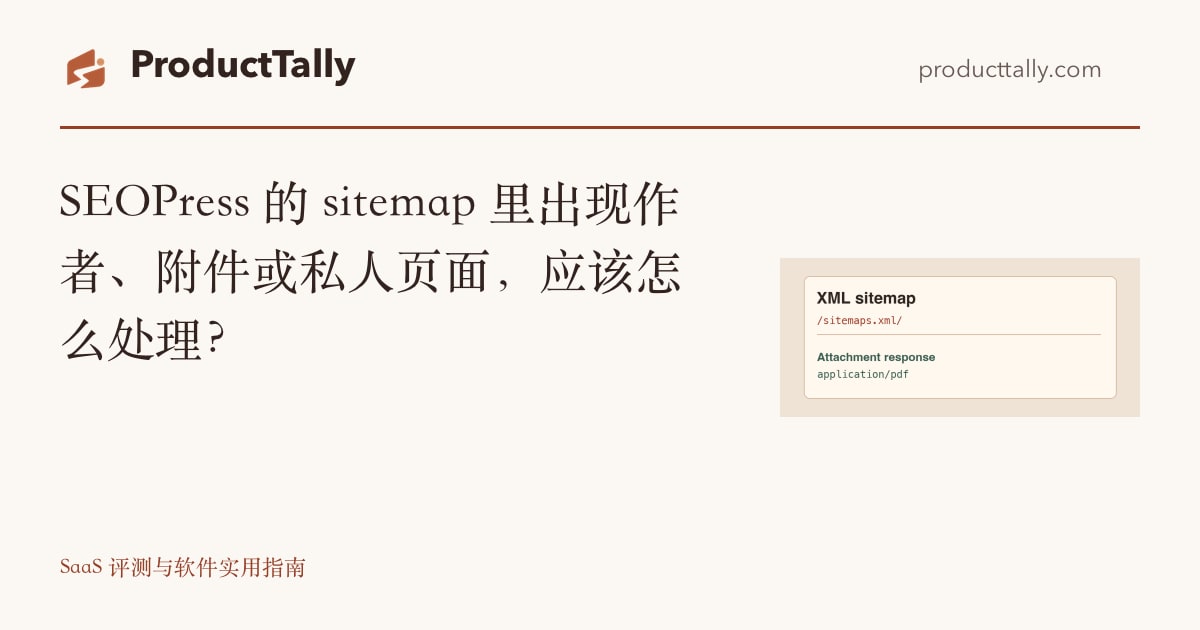 ProductTally
producttally.com
SEOPress 的 sitemap 里出现作
者、附件或私人页面，应该怎
么处理？
XML sitemap
/sitemaps.xml/
Attachment response
application/pdf
SaaS 评测与软件实用指南